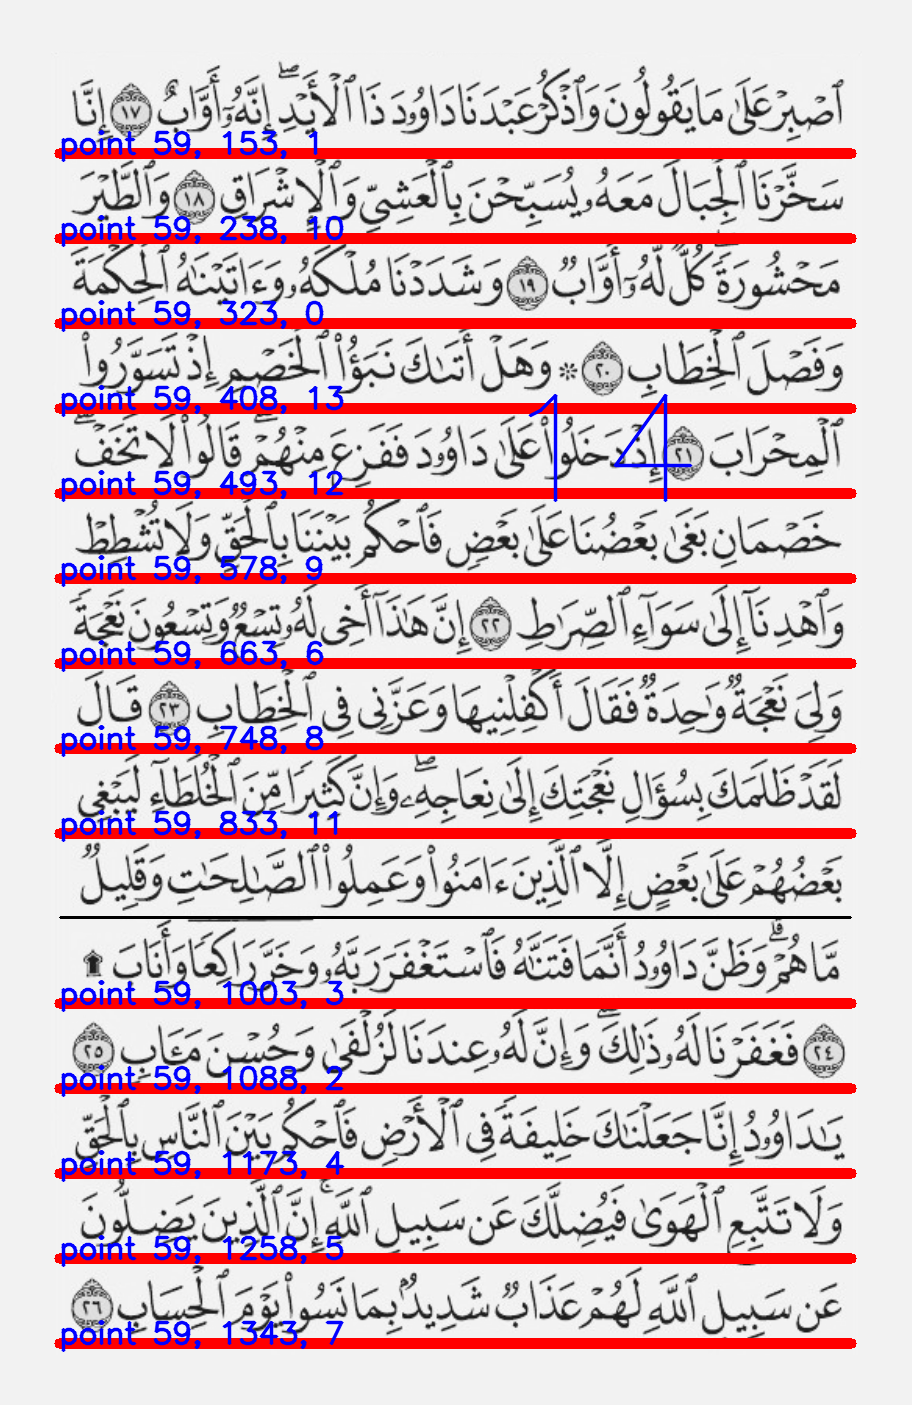 ٱصۡبِرۡ عَلَىٰ مَا يَقُولُونَ وَٱذۡكُرۡ عَبۡدَنَا دَاوُۥدَ ذَا ٱلۡأَيۡدِۖ إِنَّهُۥٓ أَوَّابٌ ١٧ إِنَّا
point 59, 153, 1
سَخَّرۡنَا ٱلۡجِبَالَ مَعَهُۥ يُسَبِّحۡنَ بِٱلۡعَشِيِّ وَٱلۡإِشۡرَاقِ ١٨ وَٱلطَّيۡرَ
point 59, 238, 10
مَحۡشُورَةٗۖ كُلّٞ لَّهُۥٓ أَوَّابٞ ١٩ وَشَدَدۡنَا مُلۡكَهُۥ وَءَاتَيۡنَٰهُ ٱلۡحِكۡمَةَ
point 59, 323, 0
وَفَصۡلَ ٱلۡخِطَابِ ٢٠ ۞ وَهَلۡ أَتَىٰكَ نَبَؤُاْ ٱلۡخَصۡمِ إِذۡ تَسَوَّرُواْ
point 59, 408, 13
14
ٱلۡمِحۡرَابَ ٢١ إِذۡ دَخَلُواْ عَلَىٰ دَاوُۥدَ فَفَزِعَ مِنۡهُمۡۖ قَالُواْ لَا تَخَفۡۖ
point 59, 493, 12
خَصۡمَانِ بَغَىٰ بَعۡضُنَا عَلَىٰ بَعۡضٖ فَٱحۡكُم بَيۡنَنَا بِٱلۡحَقِّ وَلَا تُشۡطِطۡ
point 59, 578, 9
وَٱهۡدِنَآ إِلَىٰ سَوَآءِ ٱلصِّرَٰطِ ٢٢ إِنَّ هَٰذَآ أَخِي لَهُۥ تِسۡعٞ وَتِسۡعُونَ نَعۡجَةٗ
point 59, 663, 6
وَلِيَ نَعۡجَةٞ وَٰحِدَةٞ فَقَالَ أَكۡفِلۡنِيهَا وَعَزَّنِي فِي ٱلۡخِطَابِ ٢٣ قَالَ
point 59, 748, 8
لَقَدۡ ظَلَمَكَ بِسُؤَالِ نَعۡجَتِكَ إِلَىٰ نِعَاجِهِۦۖ وَإِنَّ كَثِيرٗا مِّنَ ٱلۡخُلَطَآءِ لَيَبۡغِي
point 59, 833, 11
بَعۡضُهُمۡ عَلَىٰ بَعۡضٍ إِلَّا ٱلَّذِينَ ءَامَنُواْ وَعَمِلُواْ ٱلصَّٰلِحَٰتِ وَقَلِيلٞ
مَّا هُمۡۗ وَظَنَّ دَاوُۥدُ أَنَّمَا فَتَنَّٰهُ فَٱسۡتَغۡفَرَ رَبَّهُۥ وَخَرَّۤ رَاكِعٗاۤ وَأَنَابَ ۩
point 59, 1003, 3
٢٤ فَغَفَرۡنَا لَهُۥ ذَٰلِكَۖ وَإِنَّ لَهُۥ عِندَنَا لَزُلۡفَىٰ وَحُسۡنَ مَـَٔابٖ ٢٥
point 59, 1088, 2
يَٰدَاوُۥدُ إِنَّا جَعَلۡنَٰكَ خَلِيفَةٗ فِي ٱلۡأَرۡضِ فَٱحۡكُم بَيۡنَ ٱلنَّاسِ بِٱلۡحَقِّ
point 59, 1173, 4
وَلَا تَتَّبِعِ ٱلۡهَوَىٰ فَيُضِلَّكَ عَن سَبِيلِ ٱللَّهِۚ إِنَّ ٱلَّذِينَ يَضِلُّونَ
point 59, 1258, 5
عَن سَبِيلِ ٱللَّهِ لَهُمۡ عَذَابٞ شَدِيدُۢ بِمَا نَسُواْ يَوۡمَ ٱلۡحِسَابِ ٢٦
point 59, 1343, 7